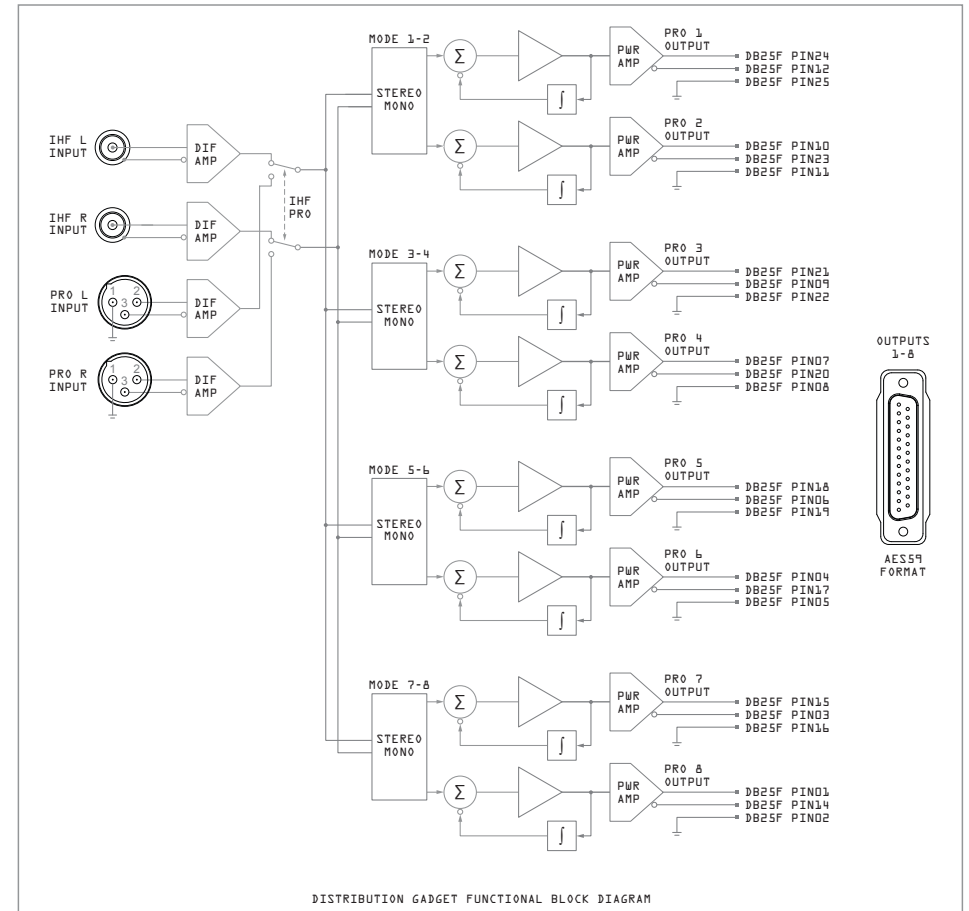 MODE 1-2
STEREO
MONO
Σ
PWR
AMP
PRO 1
OUTPUT
DB25F PIN24
DB25F PIN12
DB25F PIN25
∫
Σ
PWR
AMP
PRO 2
OUTPUT
DB25F PIN10
DB25F PIN23
DB25F PIN11
∫
IHF L
INPUT
DIF
AMP
IHF
PRO
IHF R
INPUT
DIF
AMP
PRO L
INPUT
1
2
3
DIF
AMP
PRO R
INPUT
1
2
3
DIF
AMP
MODE 3-4
STEREO
MONO
Σ
PWR
AMP
PRO 3
OUTPUT
DB25F PIN21
DB25F PIN09
DB25F PIN22
∫
Σ
PWR
AMP
PRO 4
OUTPUT
DB25F PIN07
DB25F PIN20
DB25F PIN08
∫
OUTPUTS
1-8
AES59
FORMAT
MODE 5-6
STEREO
MONO
Σ
PWR
AMP
PRO 5
OUTPUT
DB25F PIN18
DB25F PIN06
DB25F PIN19
∫
Σ
PWR
AMP
PRO 6
OUTPUT
DB25F PIN04
DB25F PIN17
DB25F PIN05
∫
MODE 7-8
STEREO
MONO
Σ
PWR
AMP
PRO 7
OUTPUT
DB25F PIN15
DB25F PIN03
DB25F PIN16
∫
Σ
PWR
AMP
PRO 8
OUTPUT
DB25F PIN01
DB25F PIN14
DB25F PIN02
∫
DISTRIBUTION GADGET FUNCTIONAL BLOCK DIAGRAM